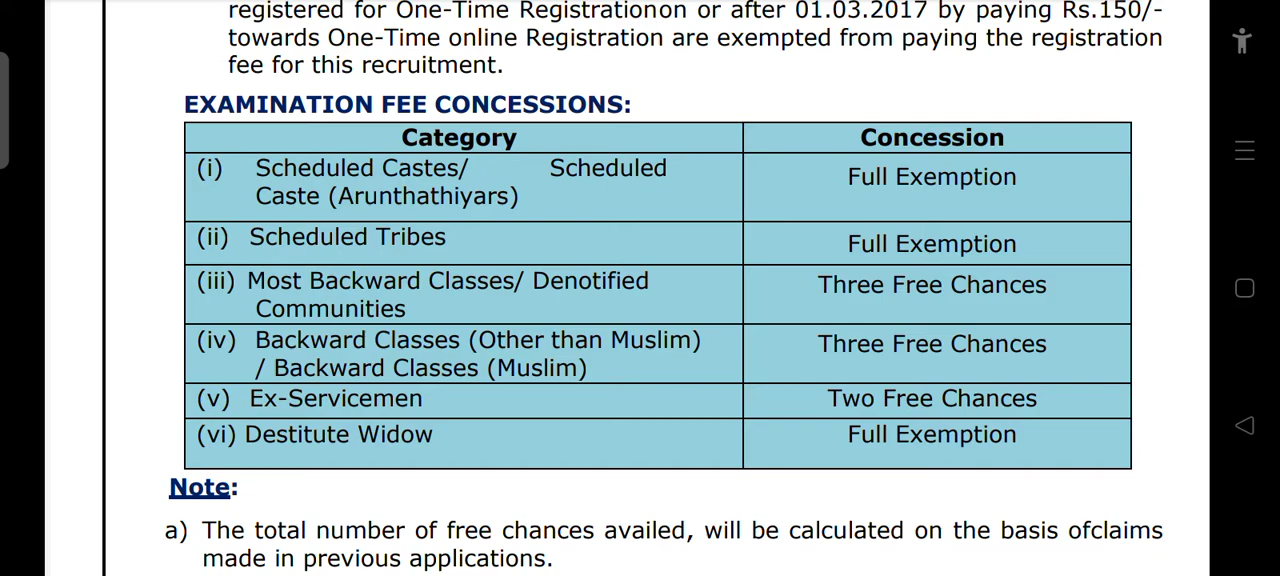 registered for One-Time Registrationon or after 01.03.2017 by paying Rs.150/-
towards One-Time online Registration are exempted from paying the registration
fee for this recruitment.
EXAMINATION FEE CONCESSIONS:
Category Concession
(i) Scheduled Castes/ Scheduled
Caste (Arunthathiyars) Full Exemption
(ii) Scheduled Tribes Full Exemption
(iii) Most Backward Classes/ Denotified
Communities Three Free Chances
(iv) Backward Classes (Other than Muslim)
/ Backward Classes (Muslim) Three Free Chances
(v) Ex-Servicemen Two Free Chances
(vi) Destitute Widow Full Exemption
Note:
a) The total number of free chances availed, will be calculated on the basis ofclaims
made in previous applications.